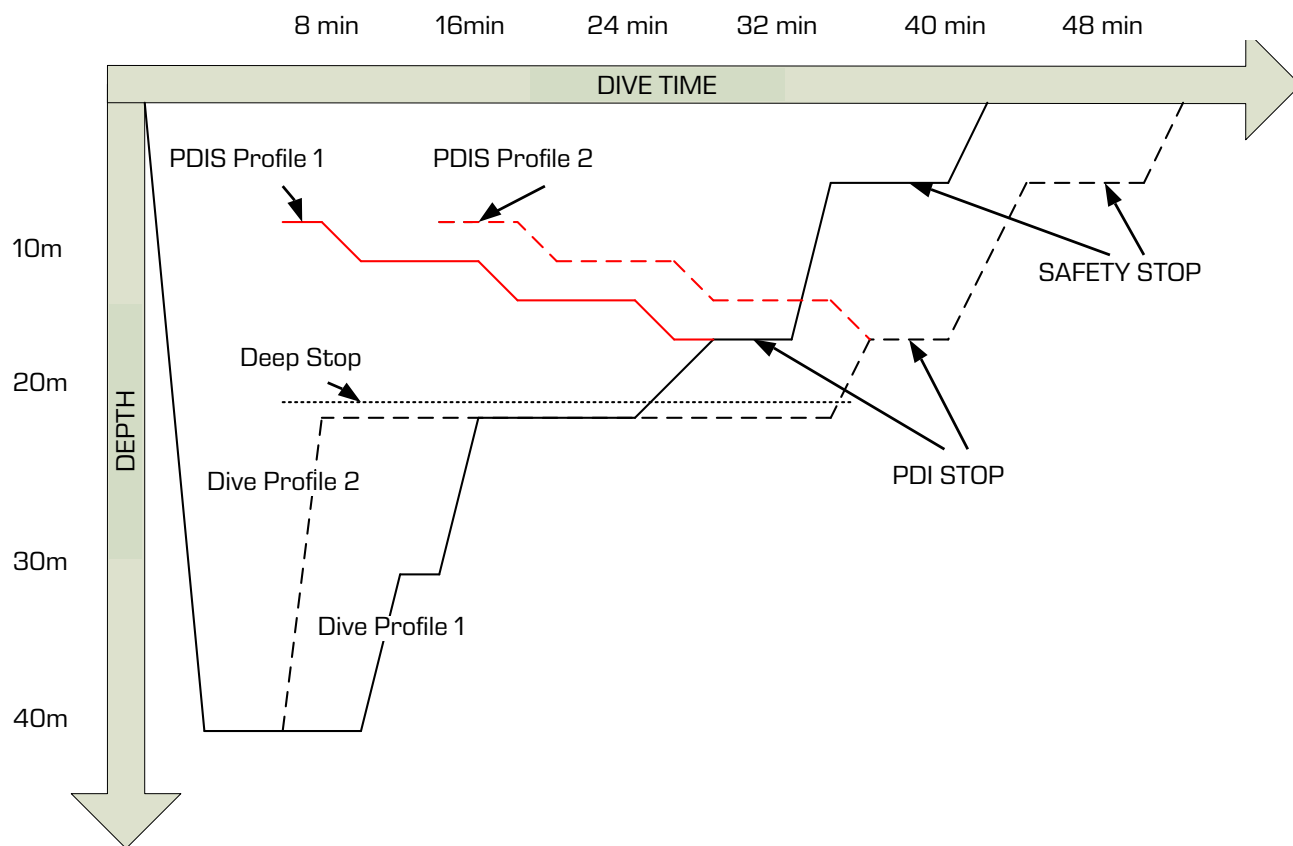 8 min
16min
24 min
32 min
40 min
48 min
DIVE TIME
PDIS Profile 1
PDIS Profile 2
10m
SAFETY STOP
Deep Stop
20m
DEPTH
PDI STOP
Dive Profile 2
30m
Dive Profile 1
40m